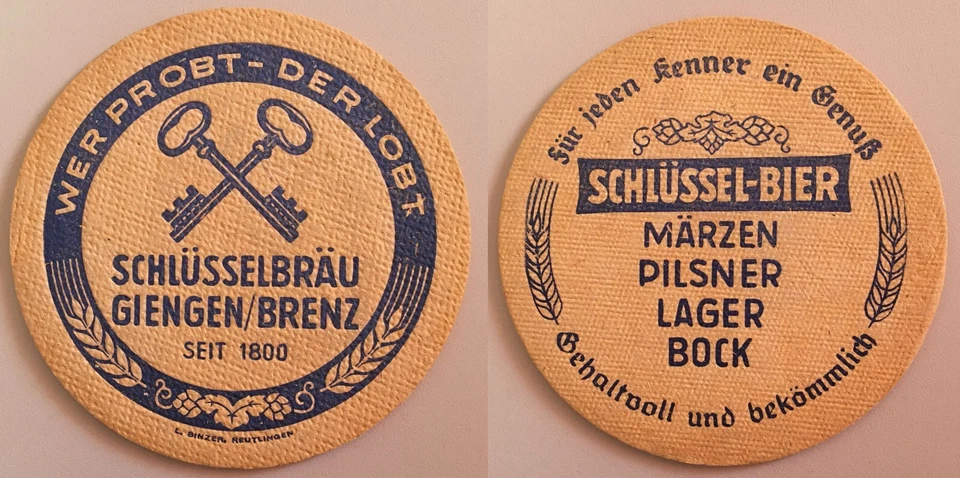 WER PROBT - DER LOBT
SCHLÜSSELBRÄU
GIENGEN/BRENZ
SEIT 1800
L. BINZER, REUTLINGEN
Für jeden Kenner ein Genuß
SCHLÜSSEL-BIER
MÄRZEN
PILSNER
LAGER
BOCK
Gehaltvoll und bekömmlich